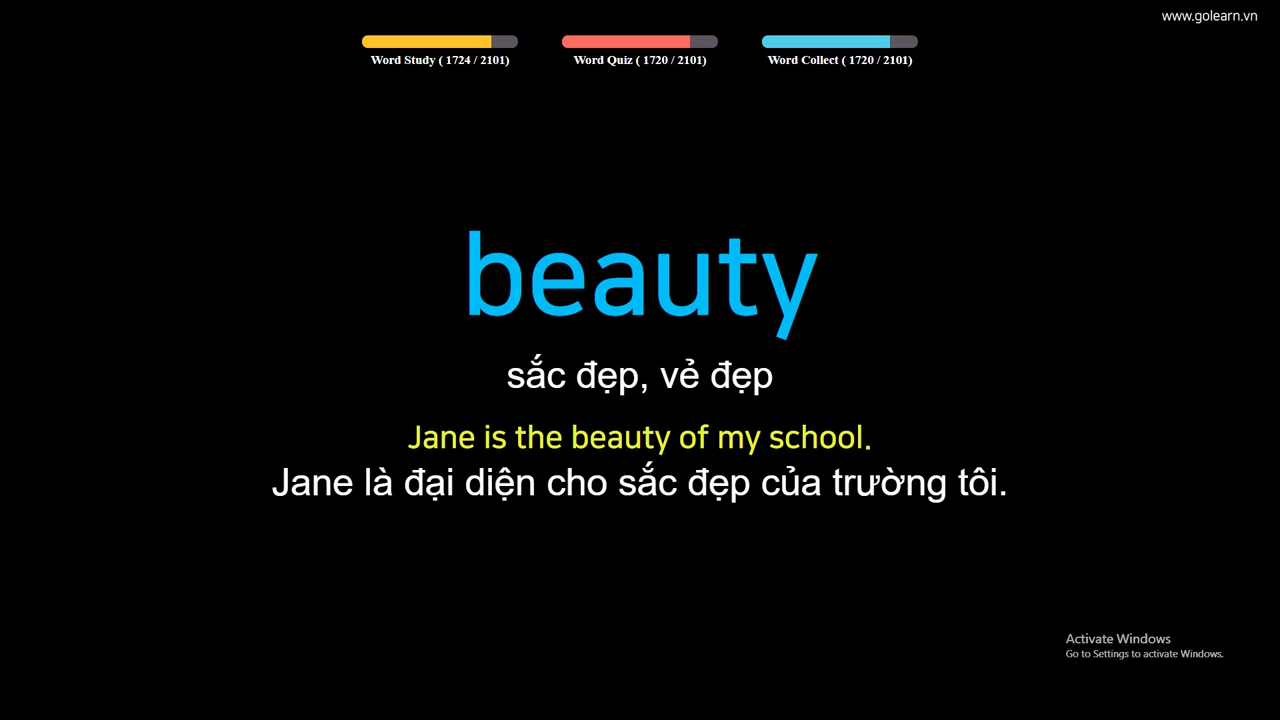 www.golearn.vn
Word Study ( 1724 / 2101)
Word Quiz ( 1720 / 2101)
Word Collect ( 1720 / 2101)
beauty
sắc đẹp, vẻ đẹp
Jane is the beauty of my school.
Jane là đại diện cho sắc đẹp của trường tôi.
Activate Windows
Go to Settings to activate Windows.